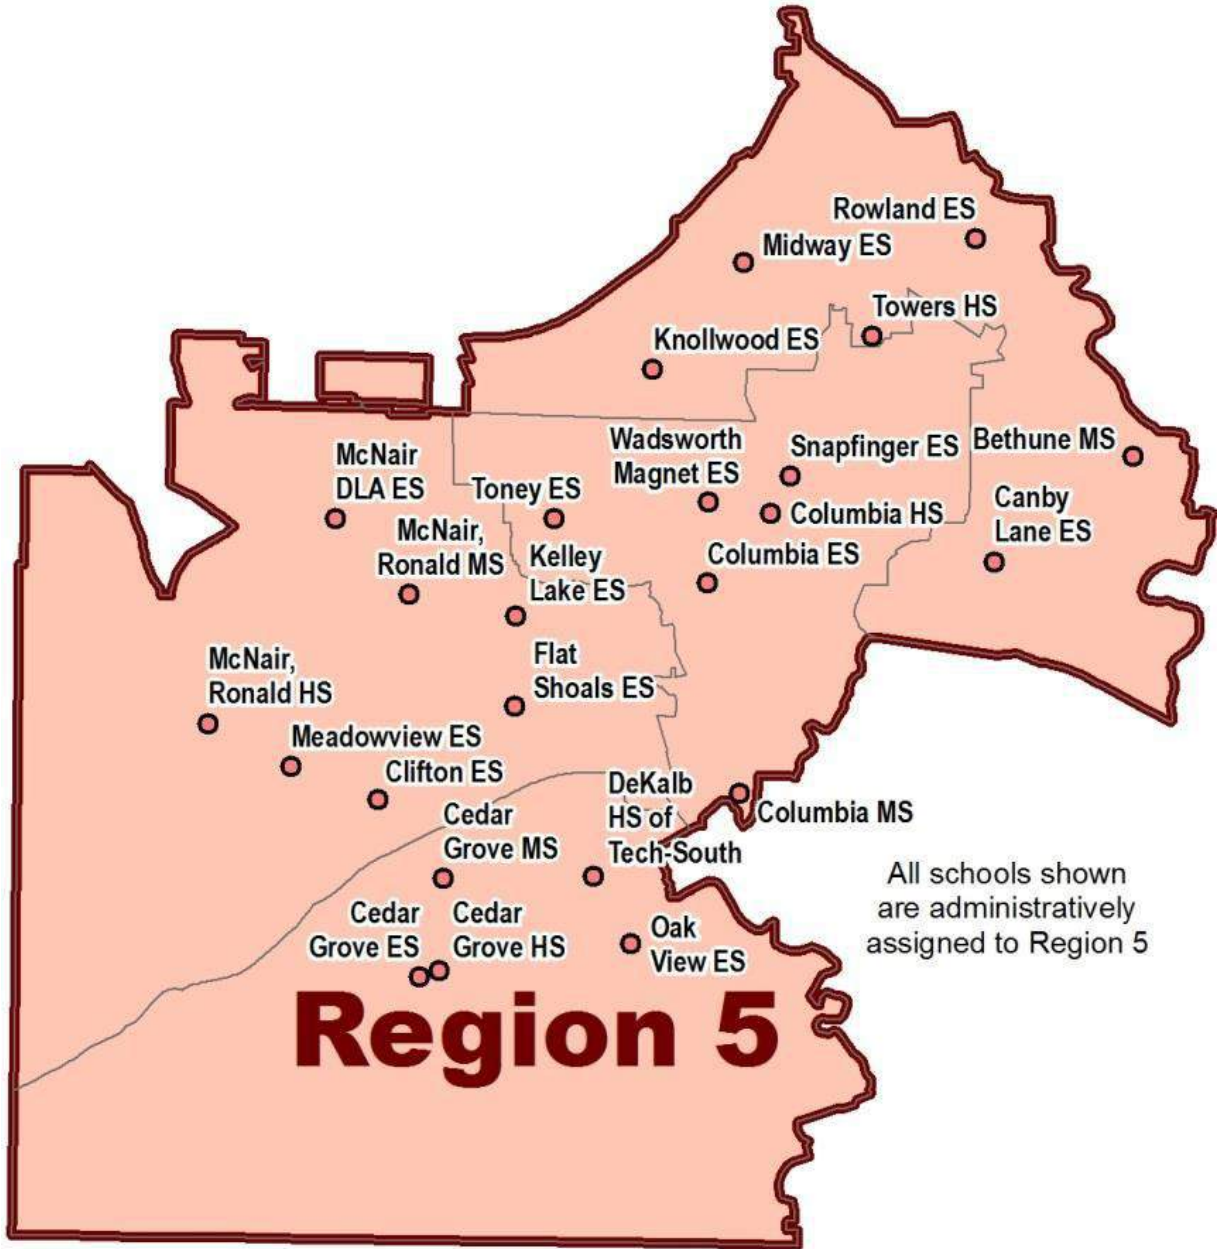 Rowland ES
Midway ES
Towers HS
Knollwood ES
Wadsworth
Magnet ES
Snapfinger ES
Bethune MS
McNair
DLA ES
Toney ES
Columbia HS
Canby
Lane ES
McNair,
Ronald MS
Kelley
Lake ES
Columbia ES
McNair,
Ronald HS
Flat
Shoals ES
Meadowview ES
Clifton ES
DeKalb
HS of
Tech-South
Columbia MS
Cedar
Grove MS
Cedar
Grove ES
Cedar
Grove HS
Oak
View ES
All schools shown
are administratively
assigned to Region 5
Region 5